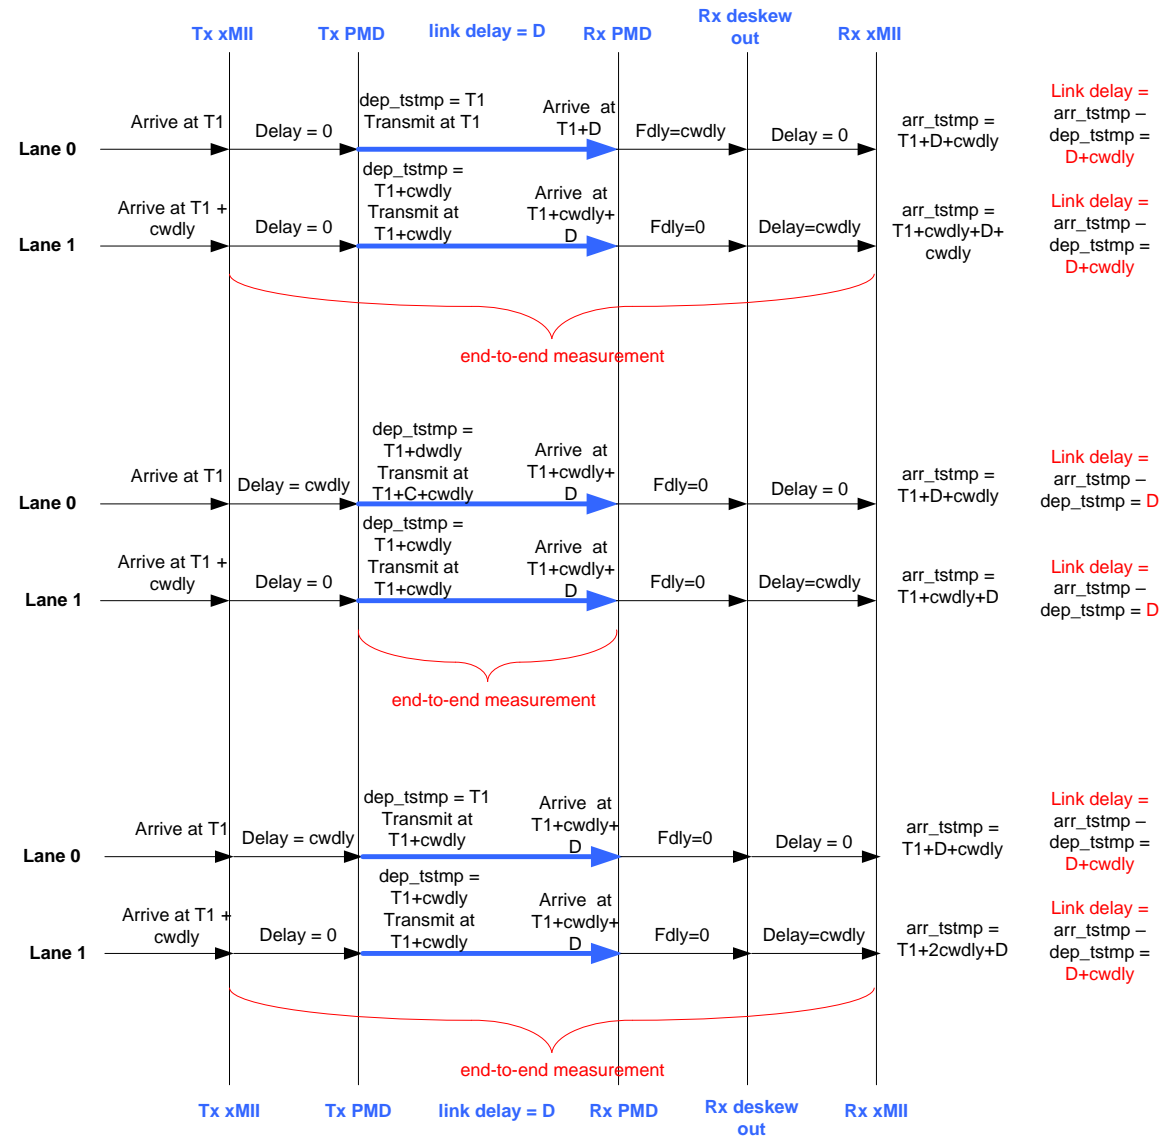 Tx xMII
Tx PMD
link delay = D
Rx PMD
Rx deskew
out
Rx xMII
Lane 0
Arrive at T1
Delay = 0
dep_tstmp = T1
Transmit at T1
Arrive at
T1+D
Fdly=cwdly
Delay = 0
arr_tstmp =
T1+D+cwdly
Link delay =
arr_tstmp –
dep_tstmp =
D+cwdly
Lane 1
Arrive at T1 +
cwdly
Delay = 0
dep_tstmp =
T1+cwdly
Transmit at
T1+cwdly
Arrive at
T1+cwdly+
D
Fdly=0
Delay=cwdly
arr_tstmp =
T1+cwdly+D+
cwdly
Link delay =
arr_tstmp –
dep_tstmp =
D+cwdly
end-to-end measurement
Lane 0
Arrive at T1
Delay = cwdly
dep_tstmp =
T1+dwdly
Transmit at
T1+C+cwdly
Arrive at
T1+cwdly+
D
Fdly=0
Delay = 0
arr_tstmp =
T1+D+cwdly
Link delay =
arr_tstmp –
dep_tstmp = D
Lane 1
Arrive at T1 +
cwdly
Delay = 0
dep_tstmp =
T1+cwdly
Transmit at
T1+cwdly
Arrive at
T1+cwdly+
D
Fdly=0
Delay=cwdly
arr_tstmp =
T1+cwdly+D
Link delay =
arr_tstmp –
dep_tstmp = D
end-to-end measurement
Lane 0
Arrive at T1
Delay = cwdly
dep_tstmp = T1
Transmit at
T1+cwdly
Arrive at
T1+cwdly+
D
Fdly=0
Delay = 0
arr_tstmp =
T1+D+cwdly
Link delay =
arr_tstmp –
dep_tstmp =
D+cwdly
Lane 1
Arrive at T1 +
cwdly
Delay = 0
dep_tstmp =
T1+cwdly
Transmit at
T1+cwdly
Arrive at
T1+cwdly+
D
Fdly=0
Delay=cwdly
arr_tstmp =
T1+2cwdly+D
Link delay =
arr_tstmp –
dep_tstmp =
D+cwdly
end-to-end measurement
Tx xMII
Tx PMD
link delay = D
Rx PMD
Rx deskew
out
Rx xMII